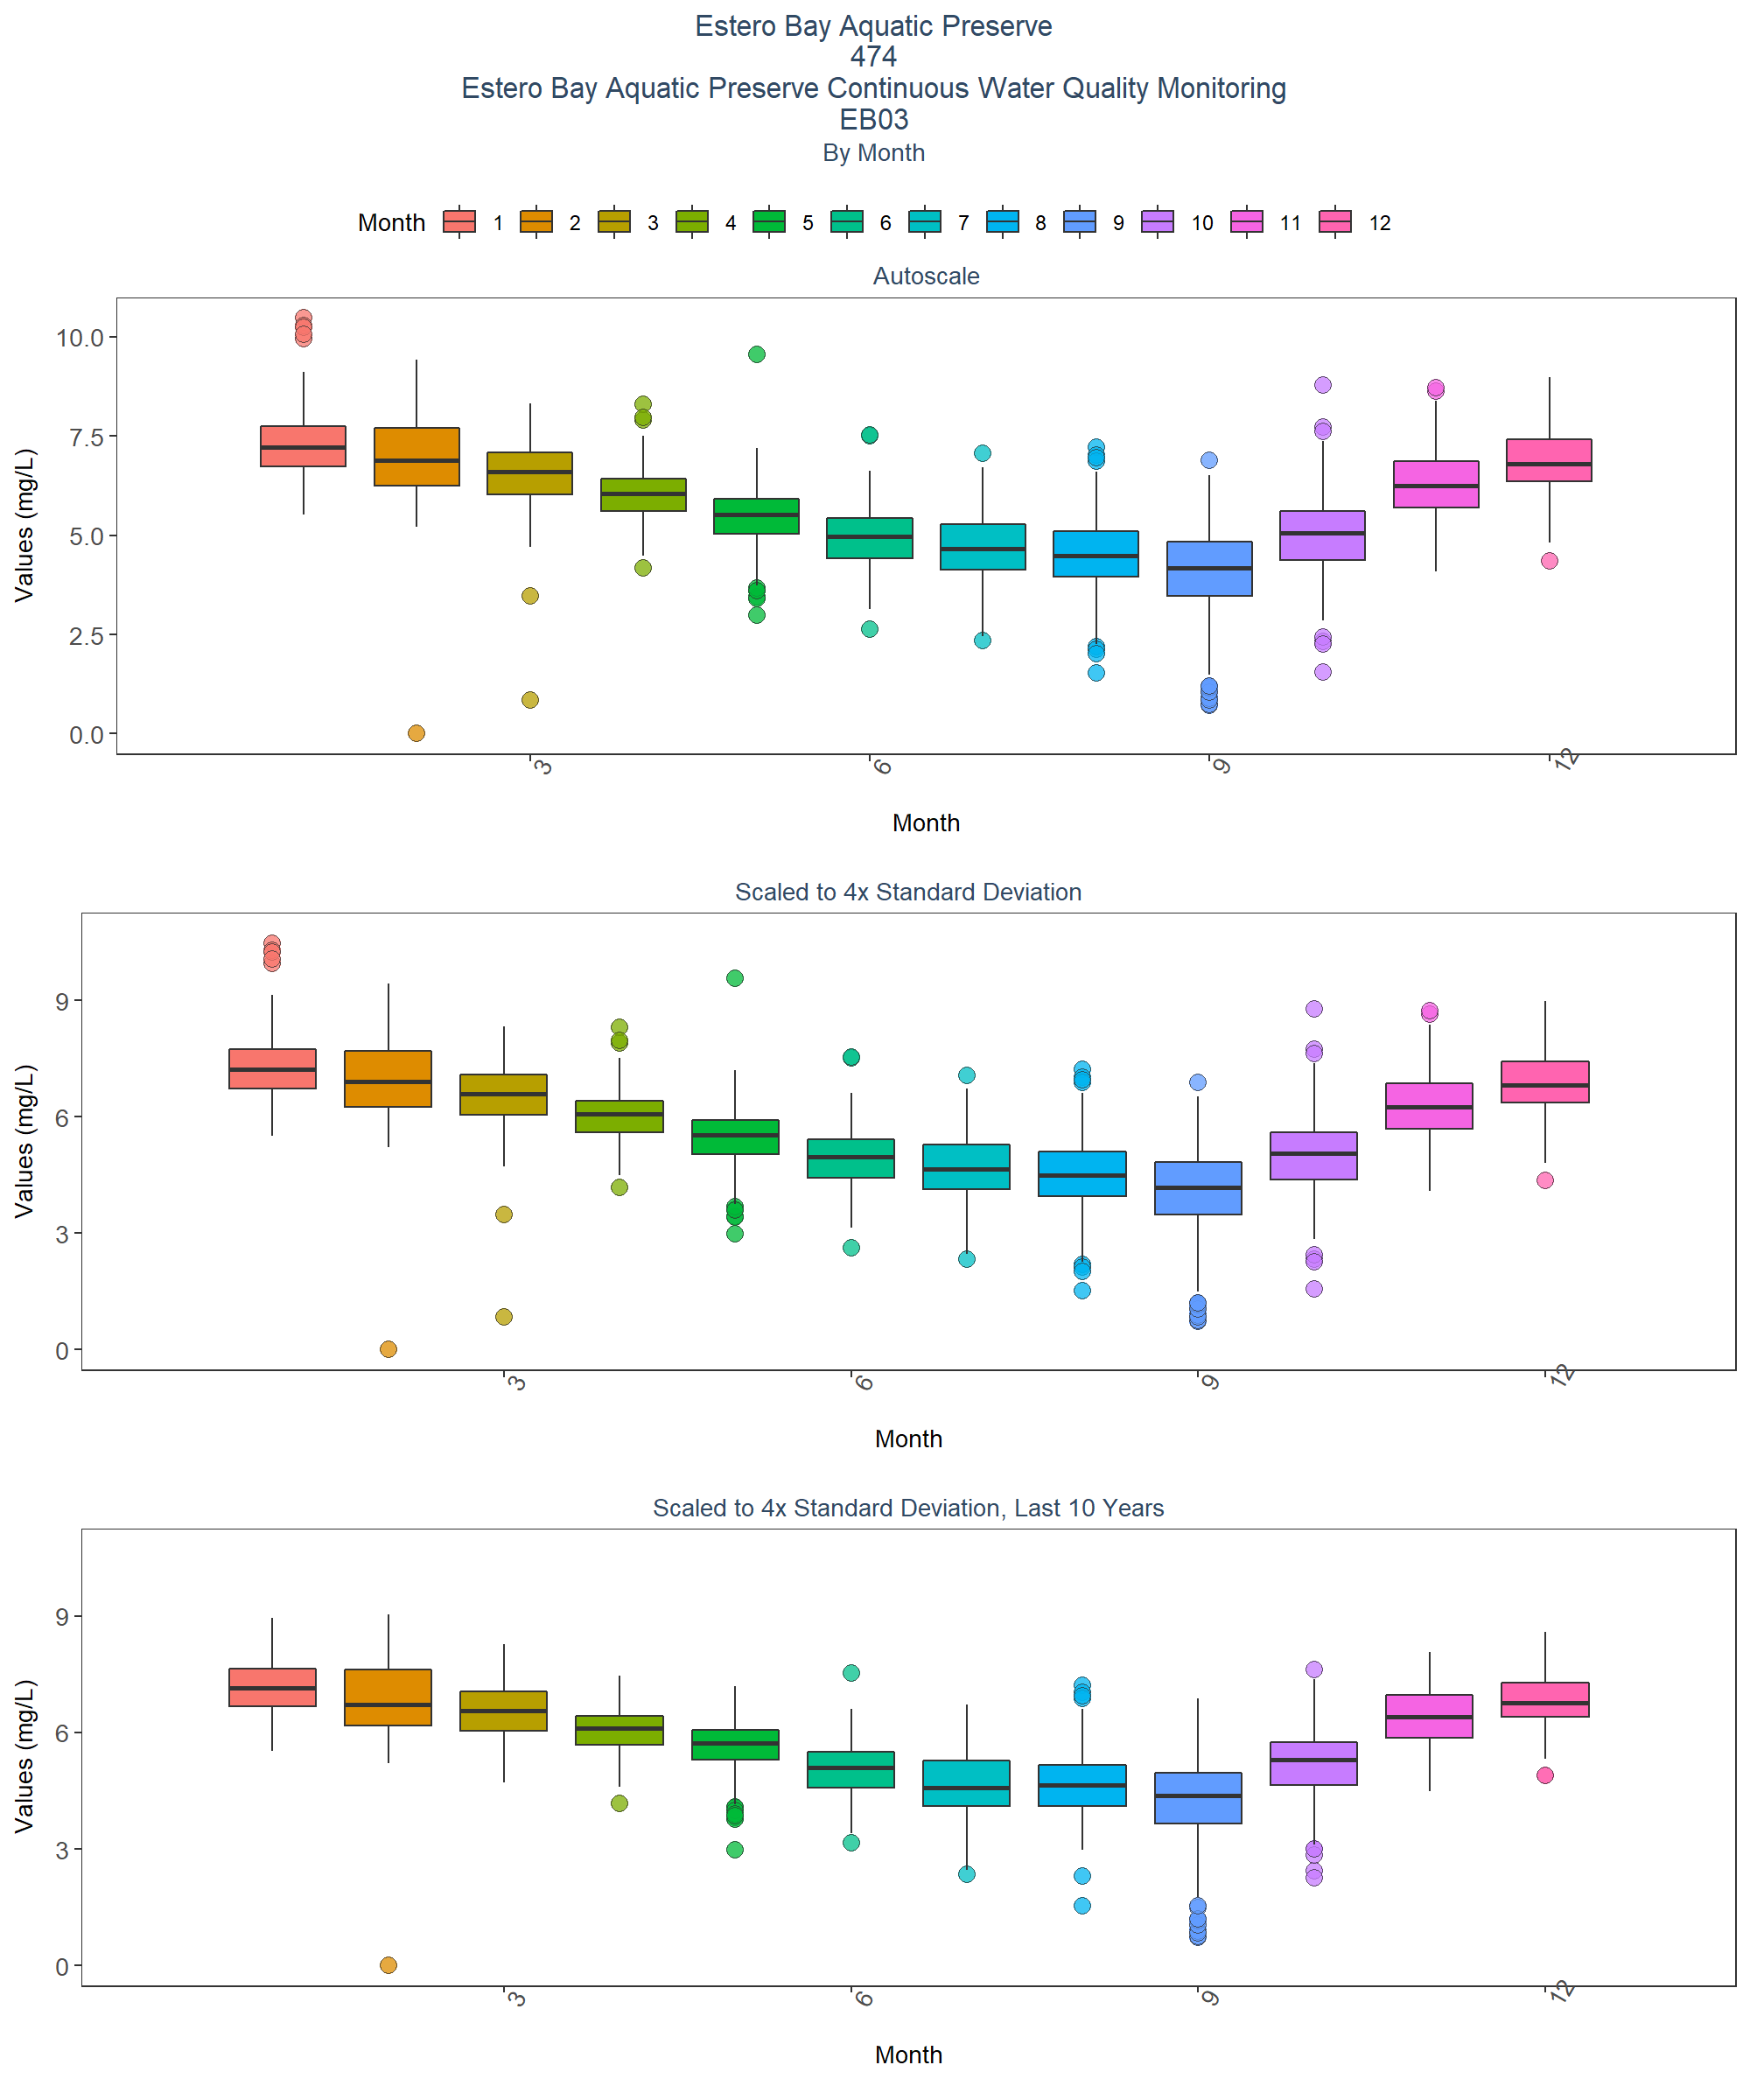 Estero Bay Aquatic Preserve
474
Estero Bay Aquatic Preserve Continuous Water Quality Monitoring
EB03
By Month
Month 1 2 3 4 5 6 7 8 9 10 11 12
Autoscale
Values (mg/L)
10.0
7.5
5.0
2.5
0.0
3 6 9 12
Month
Scaled to 4x Standard Deviation
Values (mg/L)
9
6
3
0
3 6 9 12
Month
Scaled to 4x Standard Deviation, Last 10 Years
Values (mg/L)
9
6
3
0
3 6 9 12
Month